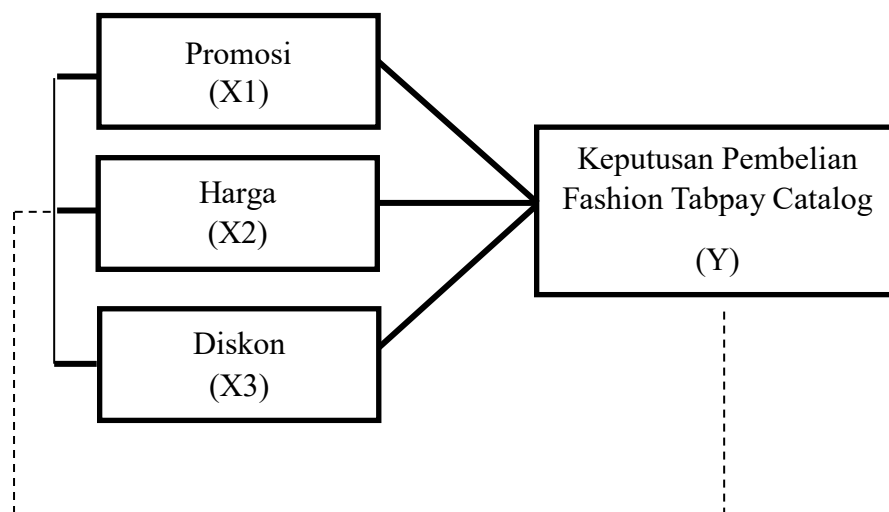 Promosi
(X1)
Harga
(X2)
Diskon
(X3)
Keputusan Pembelian
Fashion Tabpay Catalog
(Y)